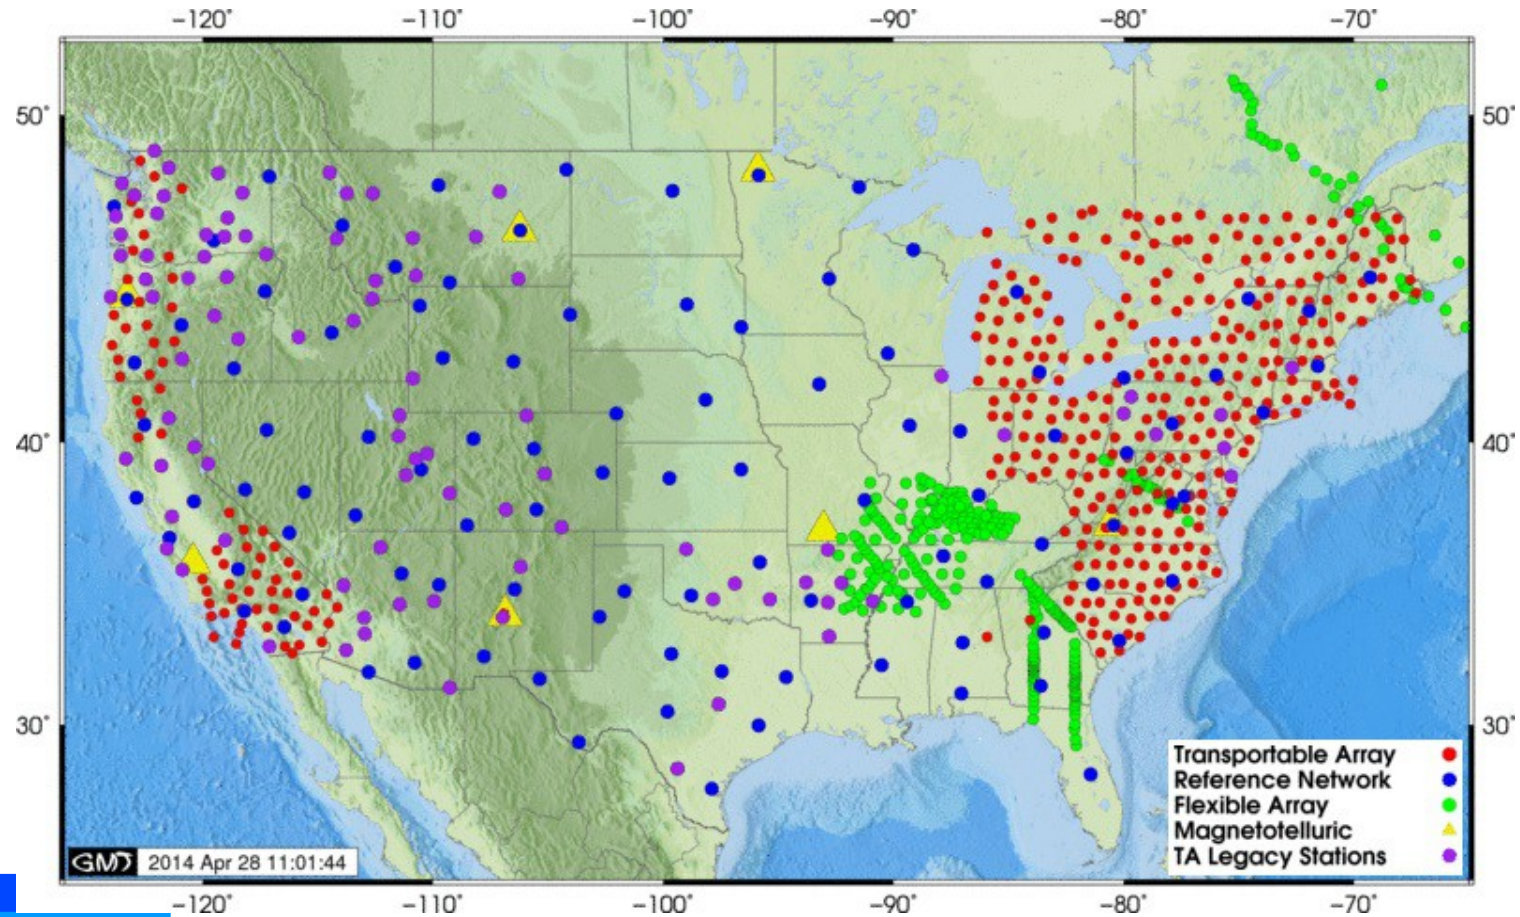 −120° −110° −100° −90° −80° −70°
50° 50°
40° 40°
30° 30°
Transportable Array
Reference Network
Flexible Array
Magnetotelluric
TA Legacy Stations
GMT 2014 Apr 28 11:01:44
−120° −110° −100° −90° −80° −70°